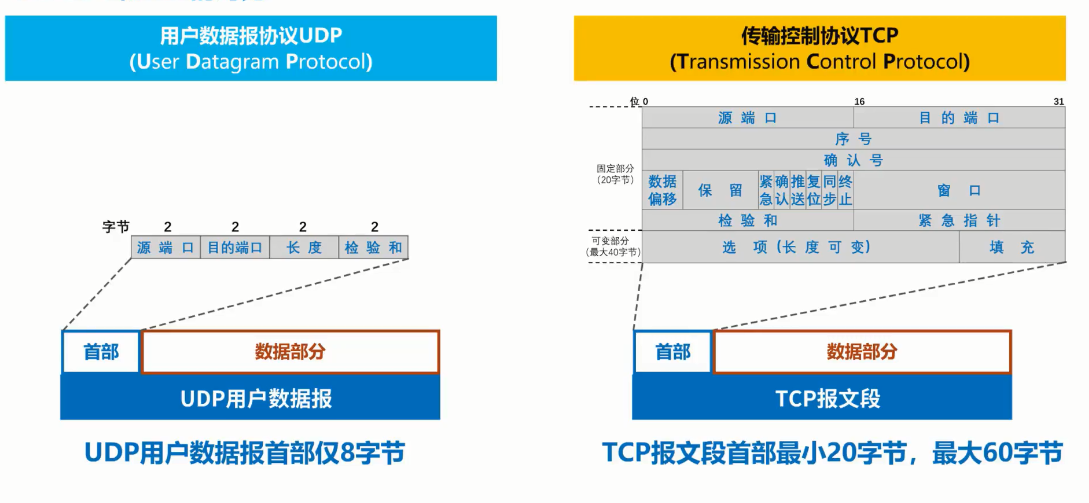 用户数据报协议UDP
(User Datagram Protocol)
字节 2 2 2 2
源端口 目的端口 长度 检验和
首部 数据部分
UDP用户数据报
UDP用户数据报首部仅8字节
传输控制协议TCP
(Transmission Control Protocol)
位 0 16 31
源端口 目的端口
序号
确认号
固定部分
(20字节)
数据偏移 保留 紧急 确认 推送 复位 同步 终止 窗口
检验和 紧急指针
可变部分
(最大40字节)
选项(长度可变) 填充
首部 数据部分
TCP报文段
TCP报文段首部最小20字节，最大60字节